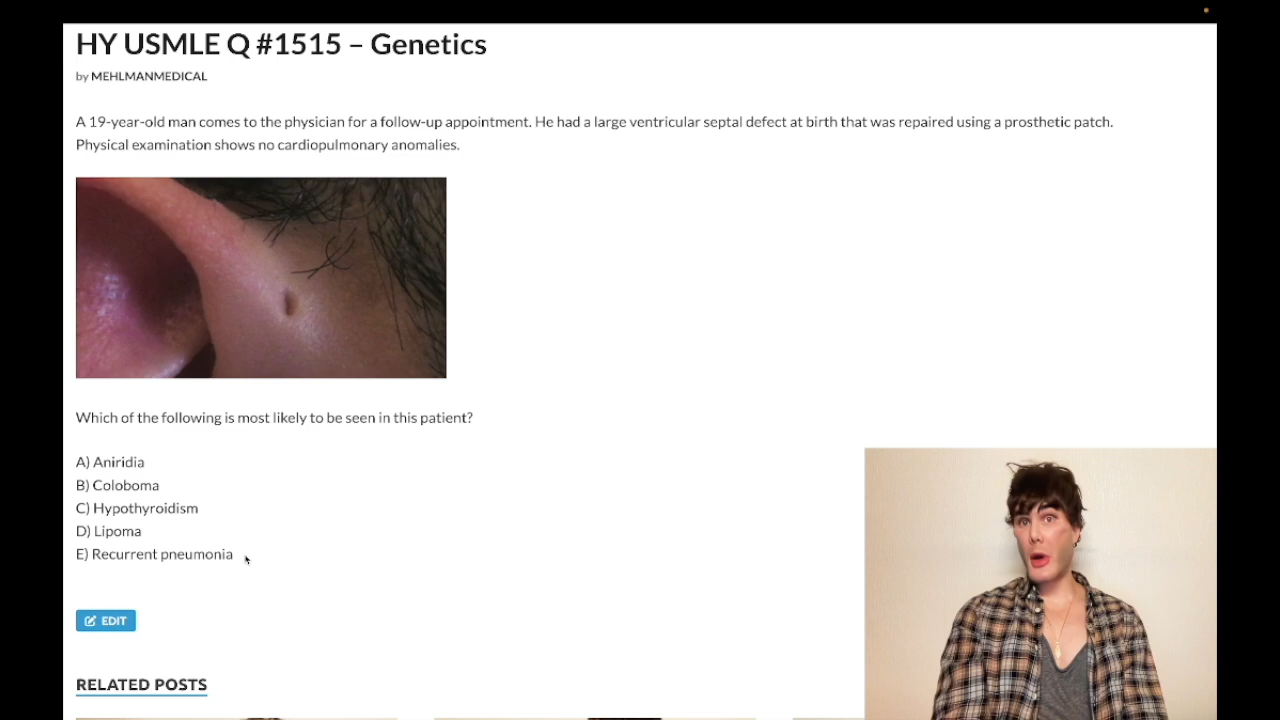 HY USMLE Q #1515 – Genetics
by MEHLMANMEDICAL
A 19-year-old man comes to the physician for a follow-up appointment. He had a large ventricular septal defect at birth that was repaired using a prosthetic patch.
Physical examination shows no cardiopulmonary anomalies.
Which of the following is most likely to be seen in this patient?
A) Aniridia
B) Coloboma
C) Hypothyroidism
D) Lipoma
E) Recurrent pneumonia
EDIT
RELATED POSTS